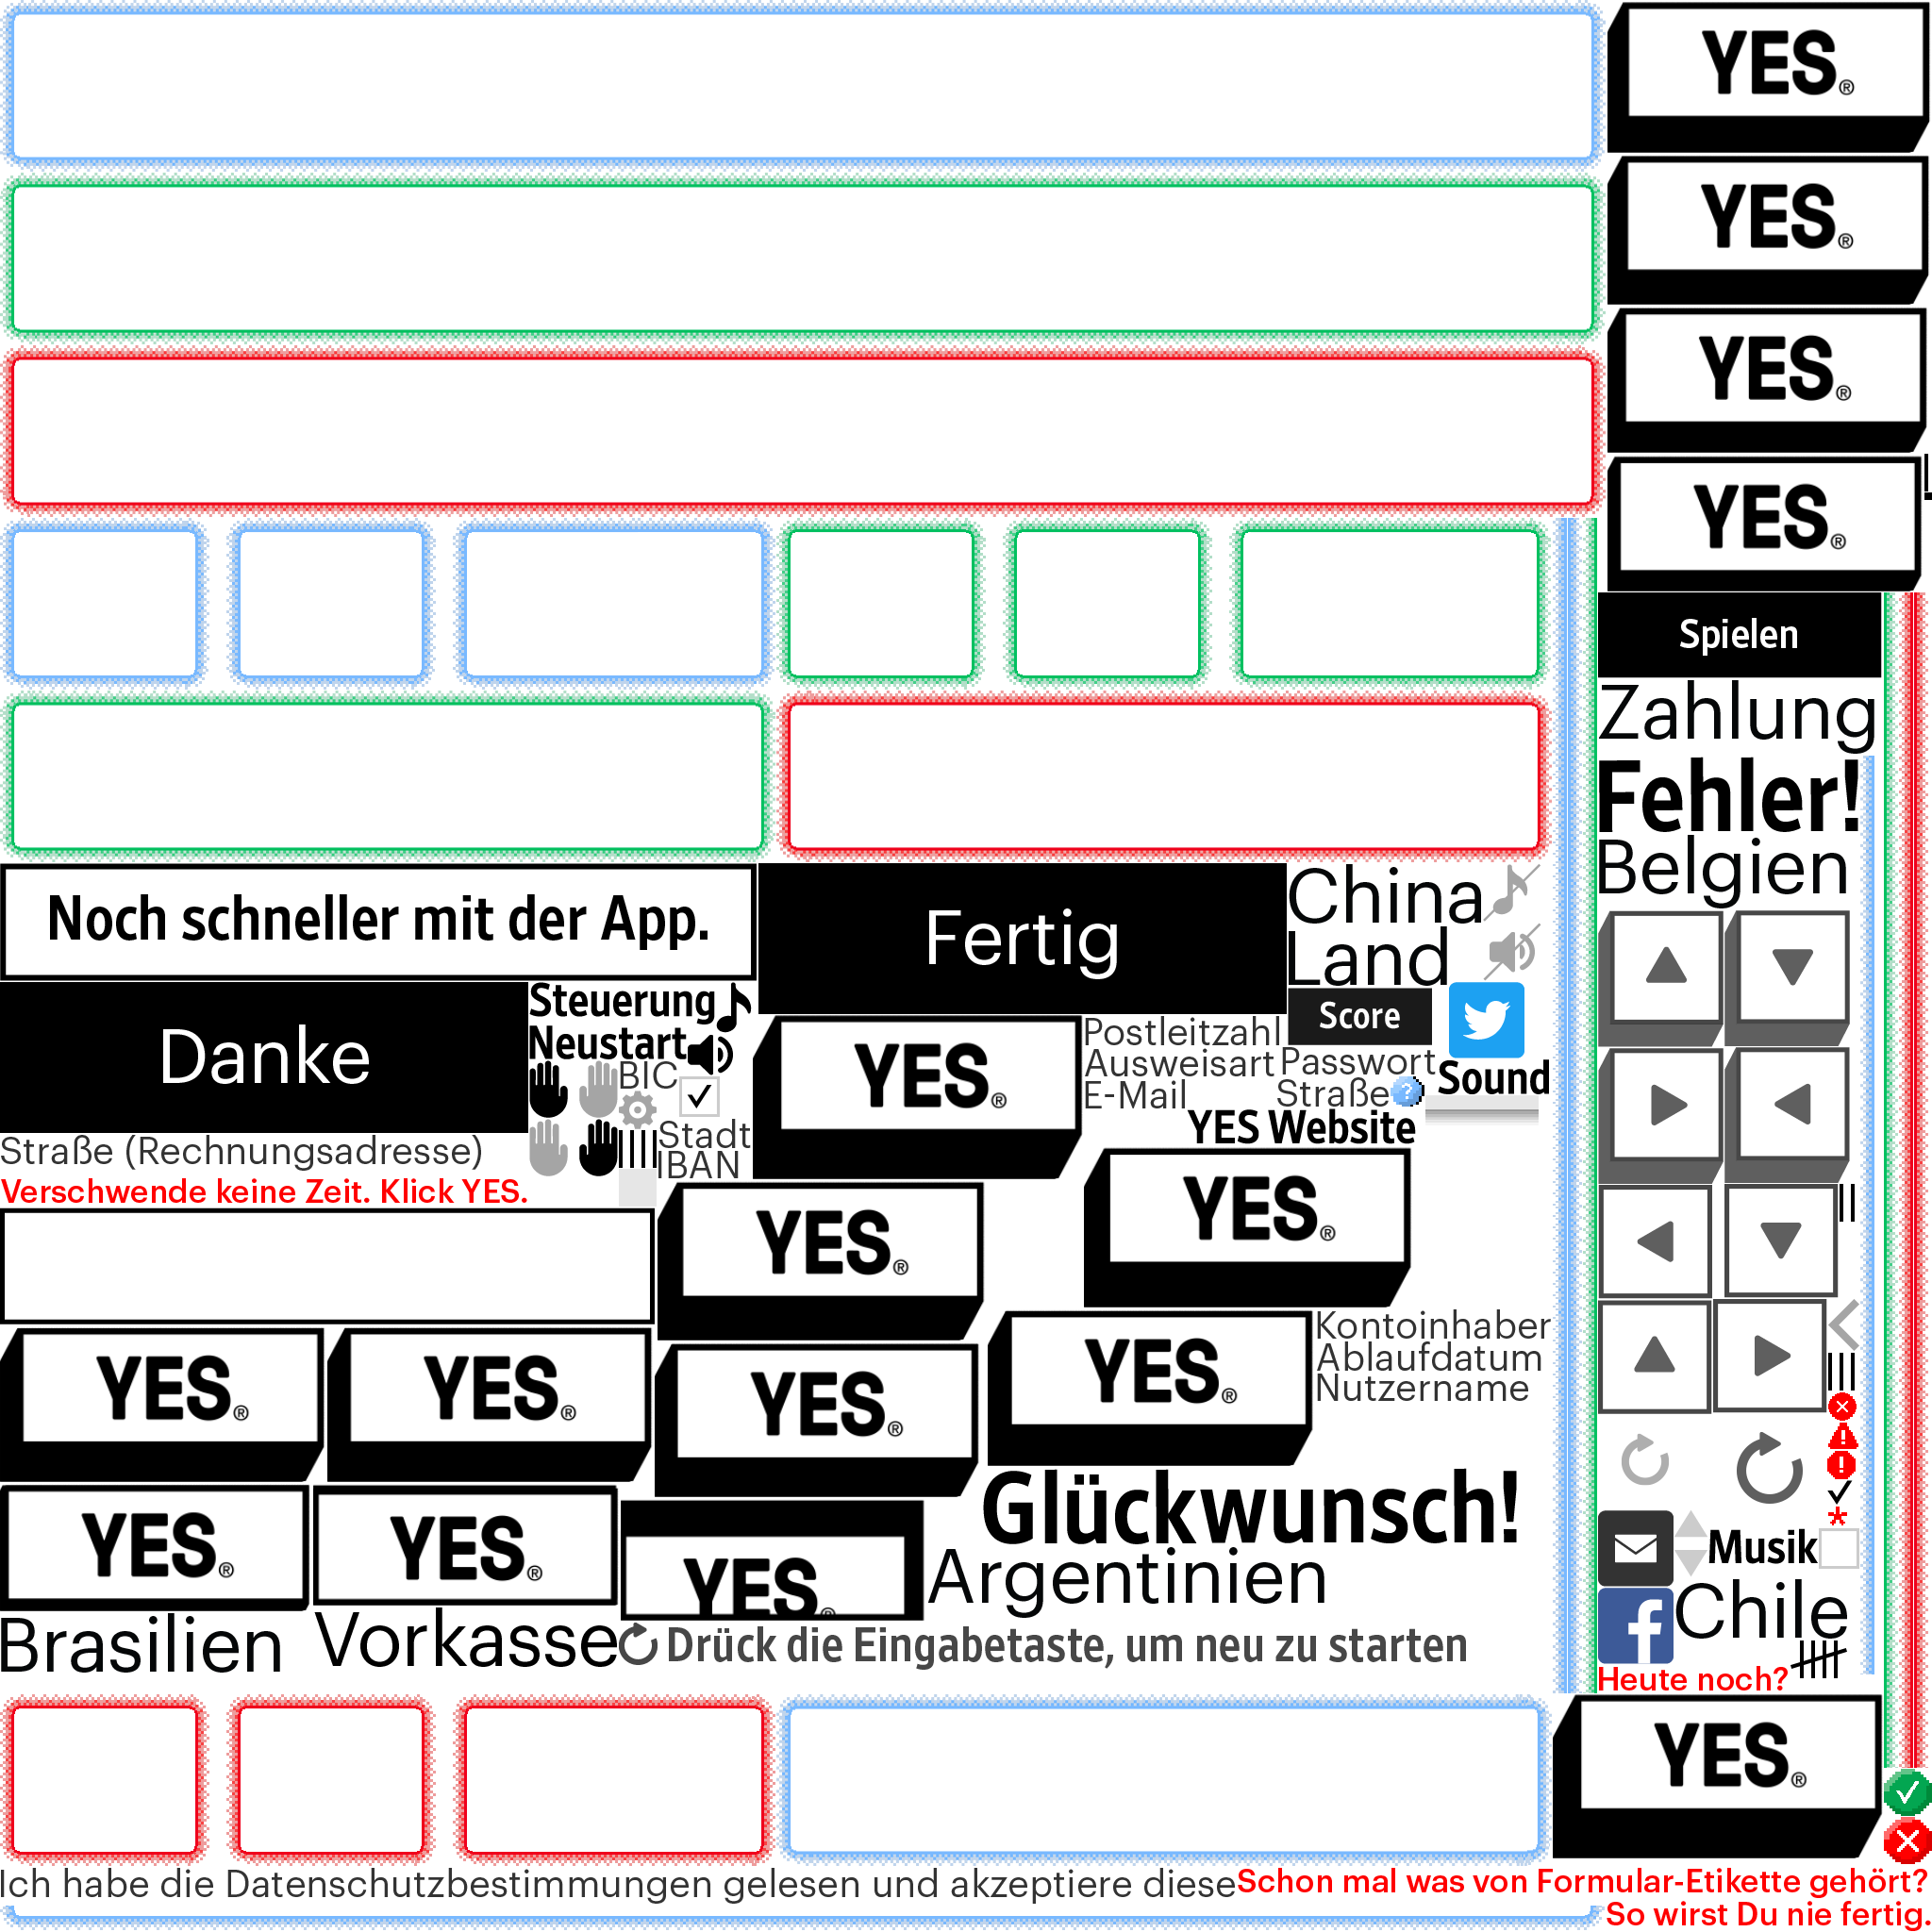 YES®
YES®
YES®
YES®
Spielen
Zahlung
Fehler!
Belgien
Noch schneller mit der App.
Fertig
China
Land
Danke
Steuerung
Neustart
BIC
Stadt
IBAN
Score
Postleitzahl
Ausweisart
Passwort
E-Mail
Straße
?
Sound
YES Website
YES®
Straße (Rechnungsadresse)
Verschwende keine Zeit. Klick YES.
YES®
YES®
YES®
YES®
YES®
YES®
Kontoinhaber
Ablaufdatum
Nutzername
Glückwunsch!
Argentinien
YES®
YES®
YES®
Musik
Chile
Brasilien
Vorkasse
Drück die Eingabetaste, um neu zu starten
Heute noch?
YES®
Ich habe die Datenschutzbestimmungen gelesen und akzeptiere diese
Schon mal was von Formular-Etikette gehört?
So wirst Du nie fertig.